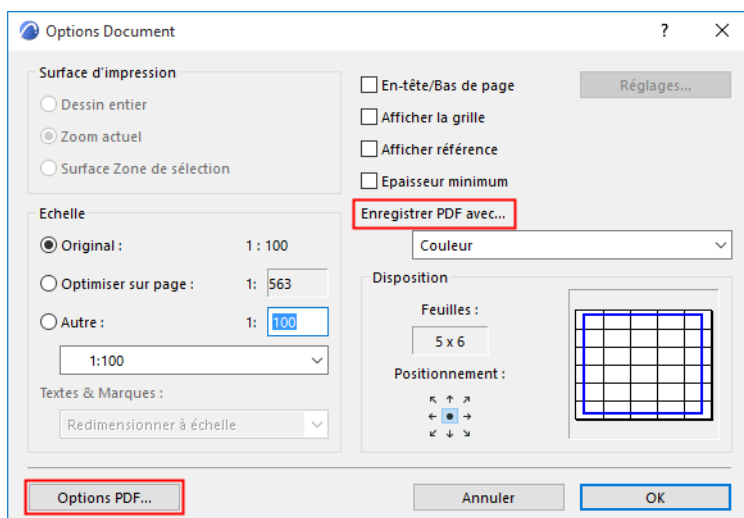 Options Document
?
Surface d'impression
Dessin entier
Zoom actuel
Surface Zone de sélection
En-tête/Bas de page
Réglages...
Afficher la grille
Afficher référence
Epaisseur minimum
Echelle
Original :
1 : 100
Optimiser sur page :
1: 563
Autre :
1: 100
1:100
Textes & Marques :
Redimensionner à échelle
Enregistrer PDF avec...
Couleur
Disposition
Feuilles :
5 x 6
Positionnement :
Options PDF...
Annuler
OK